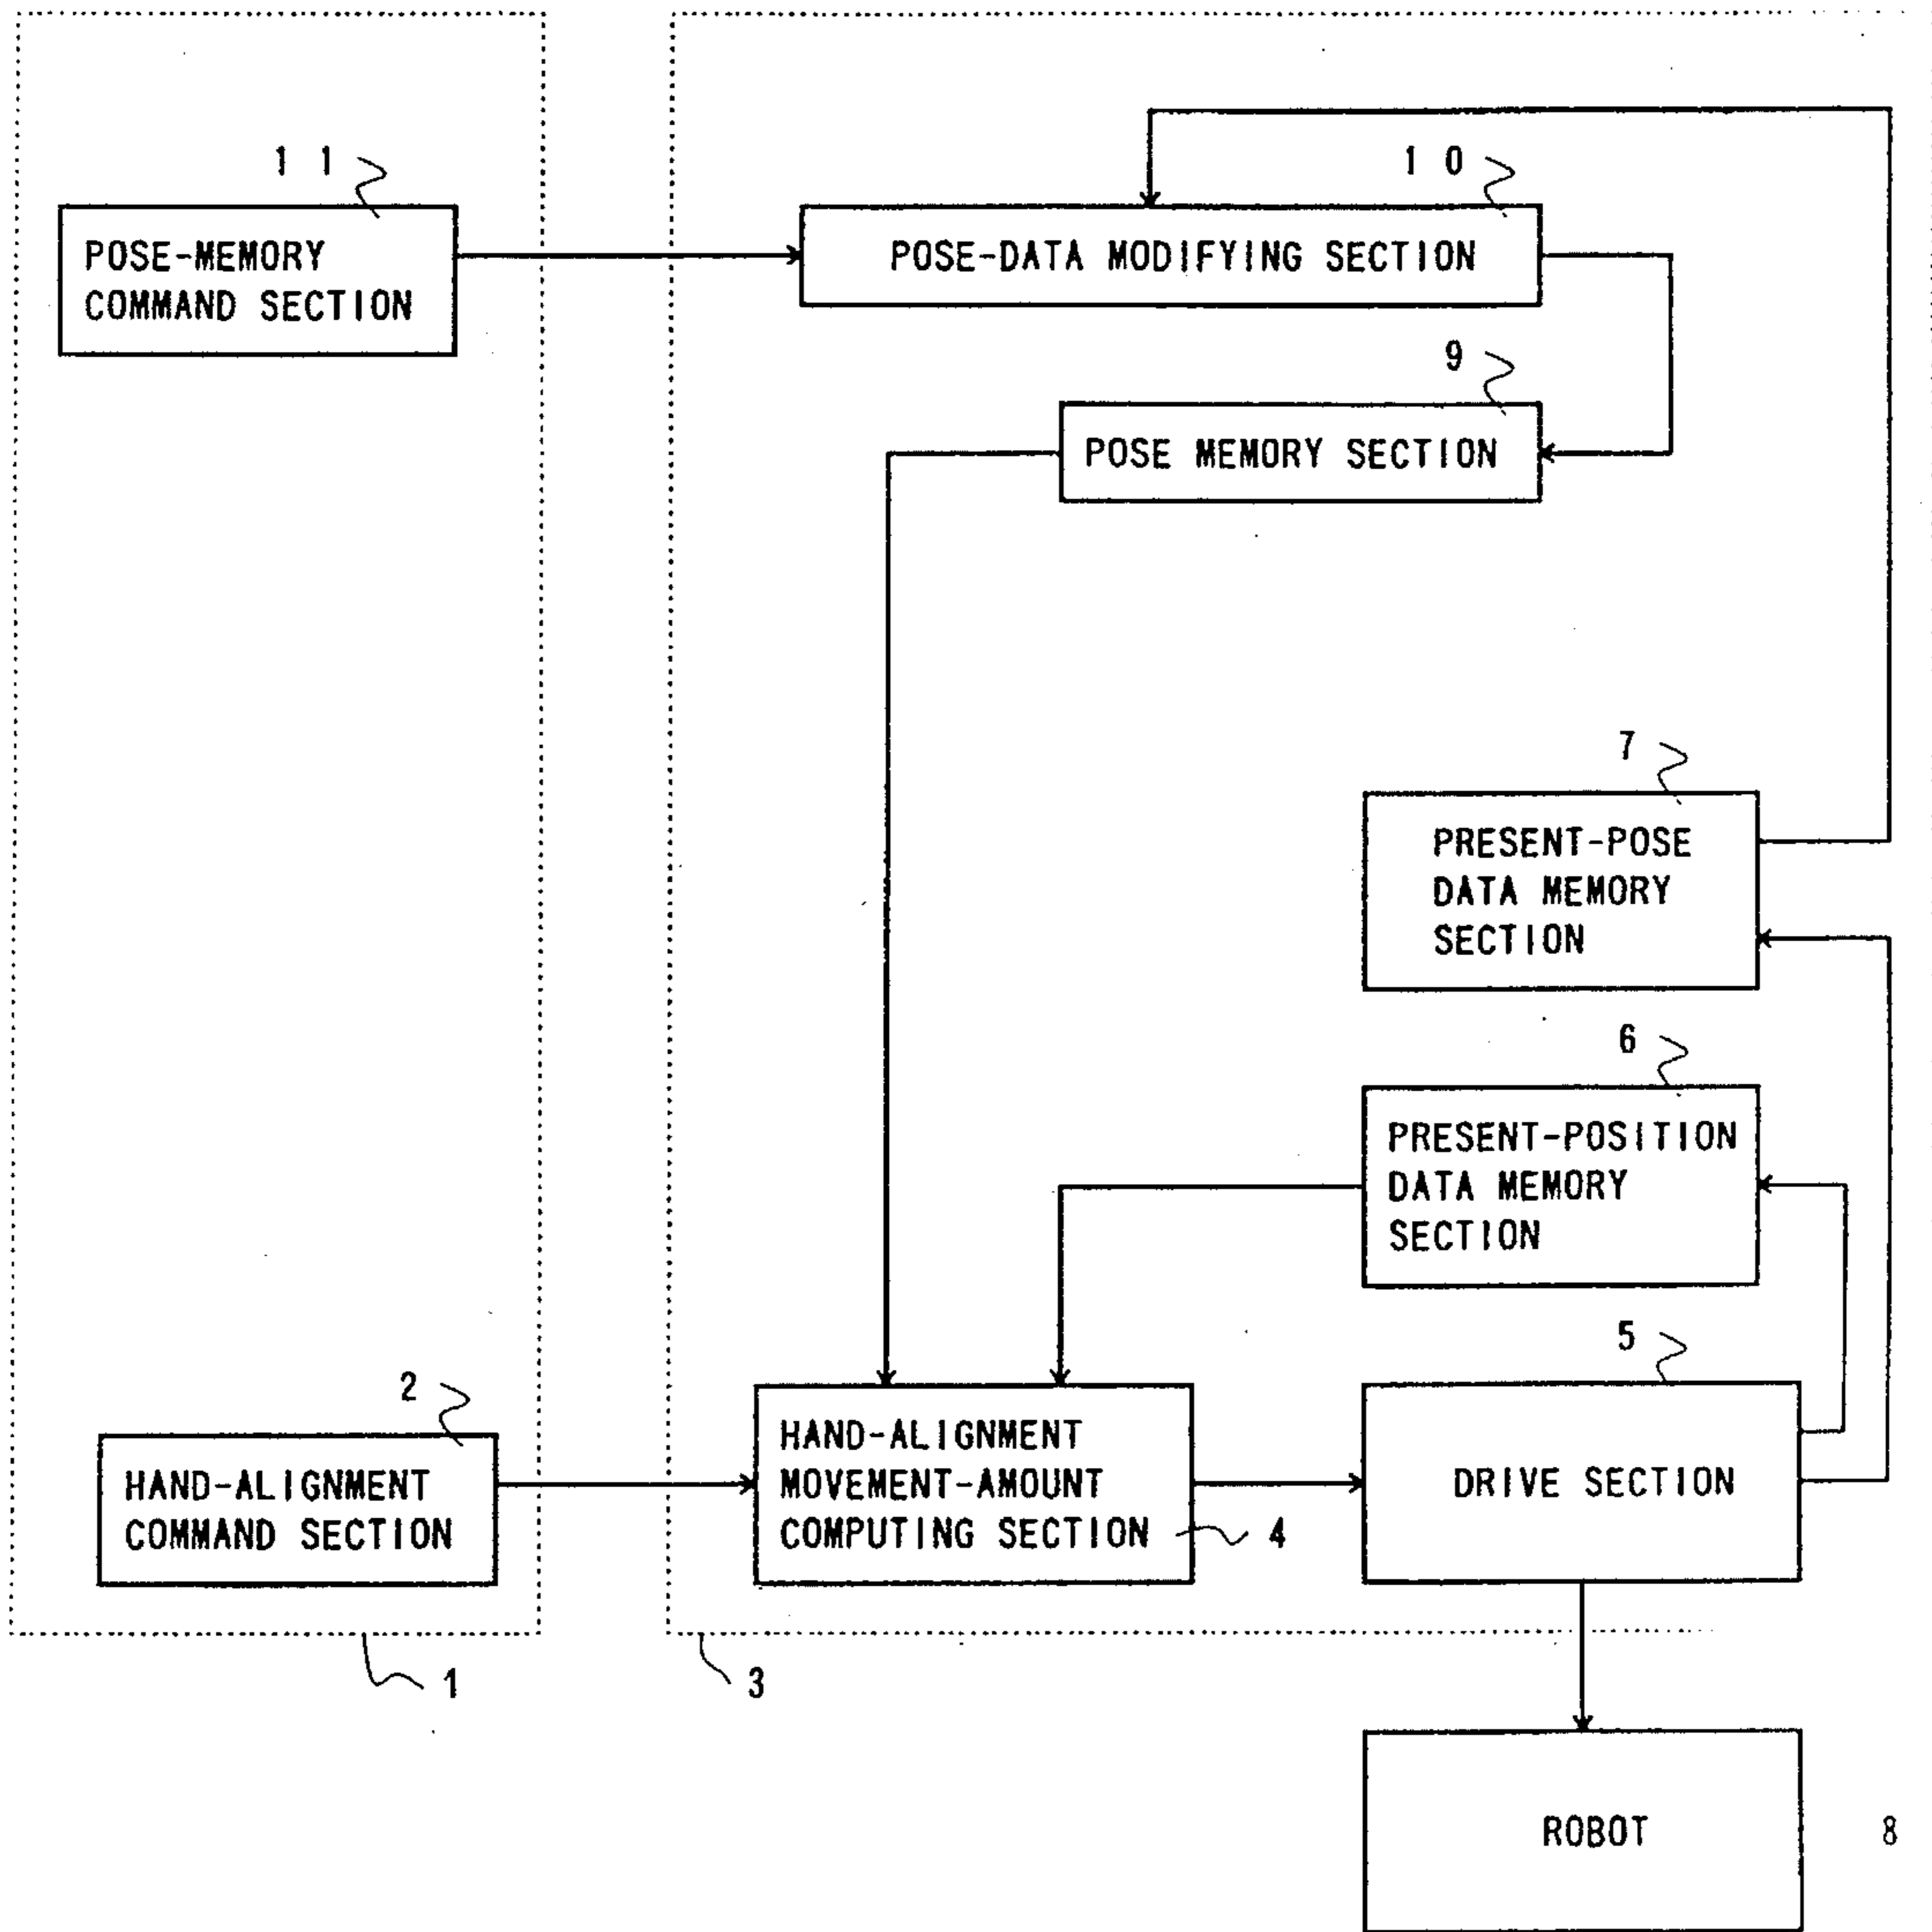 1 1
1 0
POSE-MEMORY
COMMAND SECTION
POSE-DATA MODIFYING SECTION
9
POSE MEMORY SECTION
7
PRESENT-POSE
DATA MEMORY
SECTION
6
PRESENT-POSITION
DATA MEMORY
SECTION
5
2
HAND-ALIGNMENT
COMMAND SECTION
HAND-ALIGNMENT
MOVEMENT-AMOUNT
COMPUTING SECTION
4
DRIVE SECTION
1
3
ROBOT
8